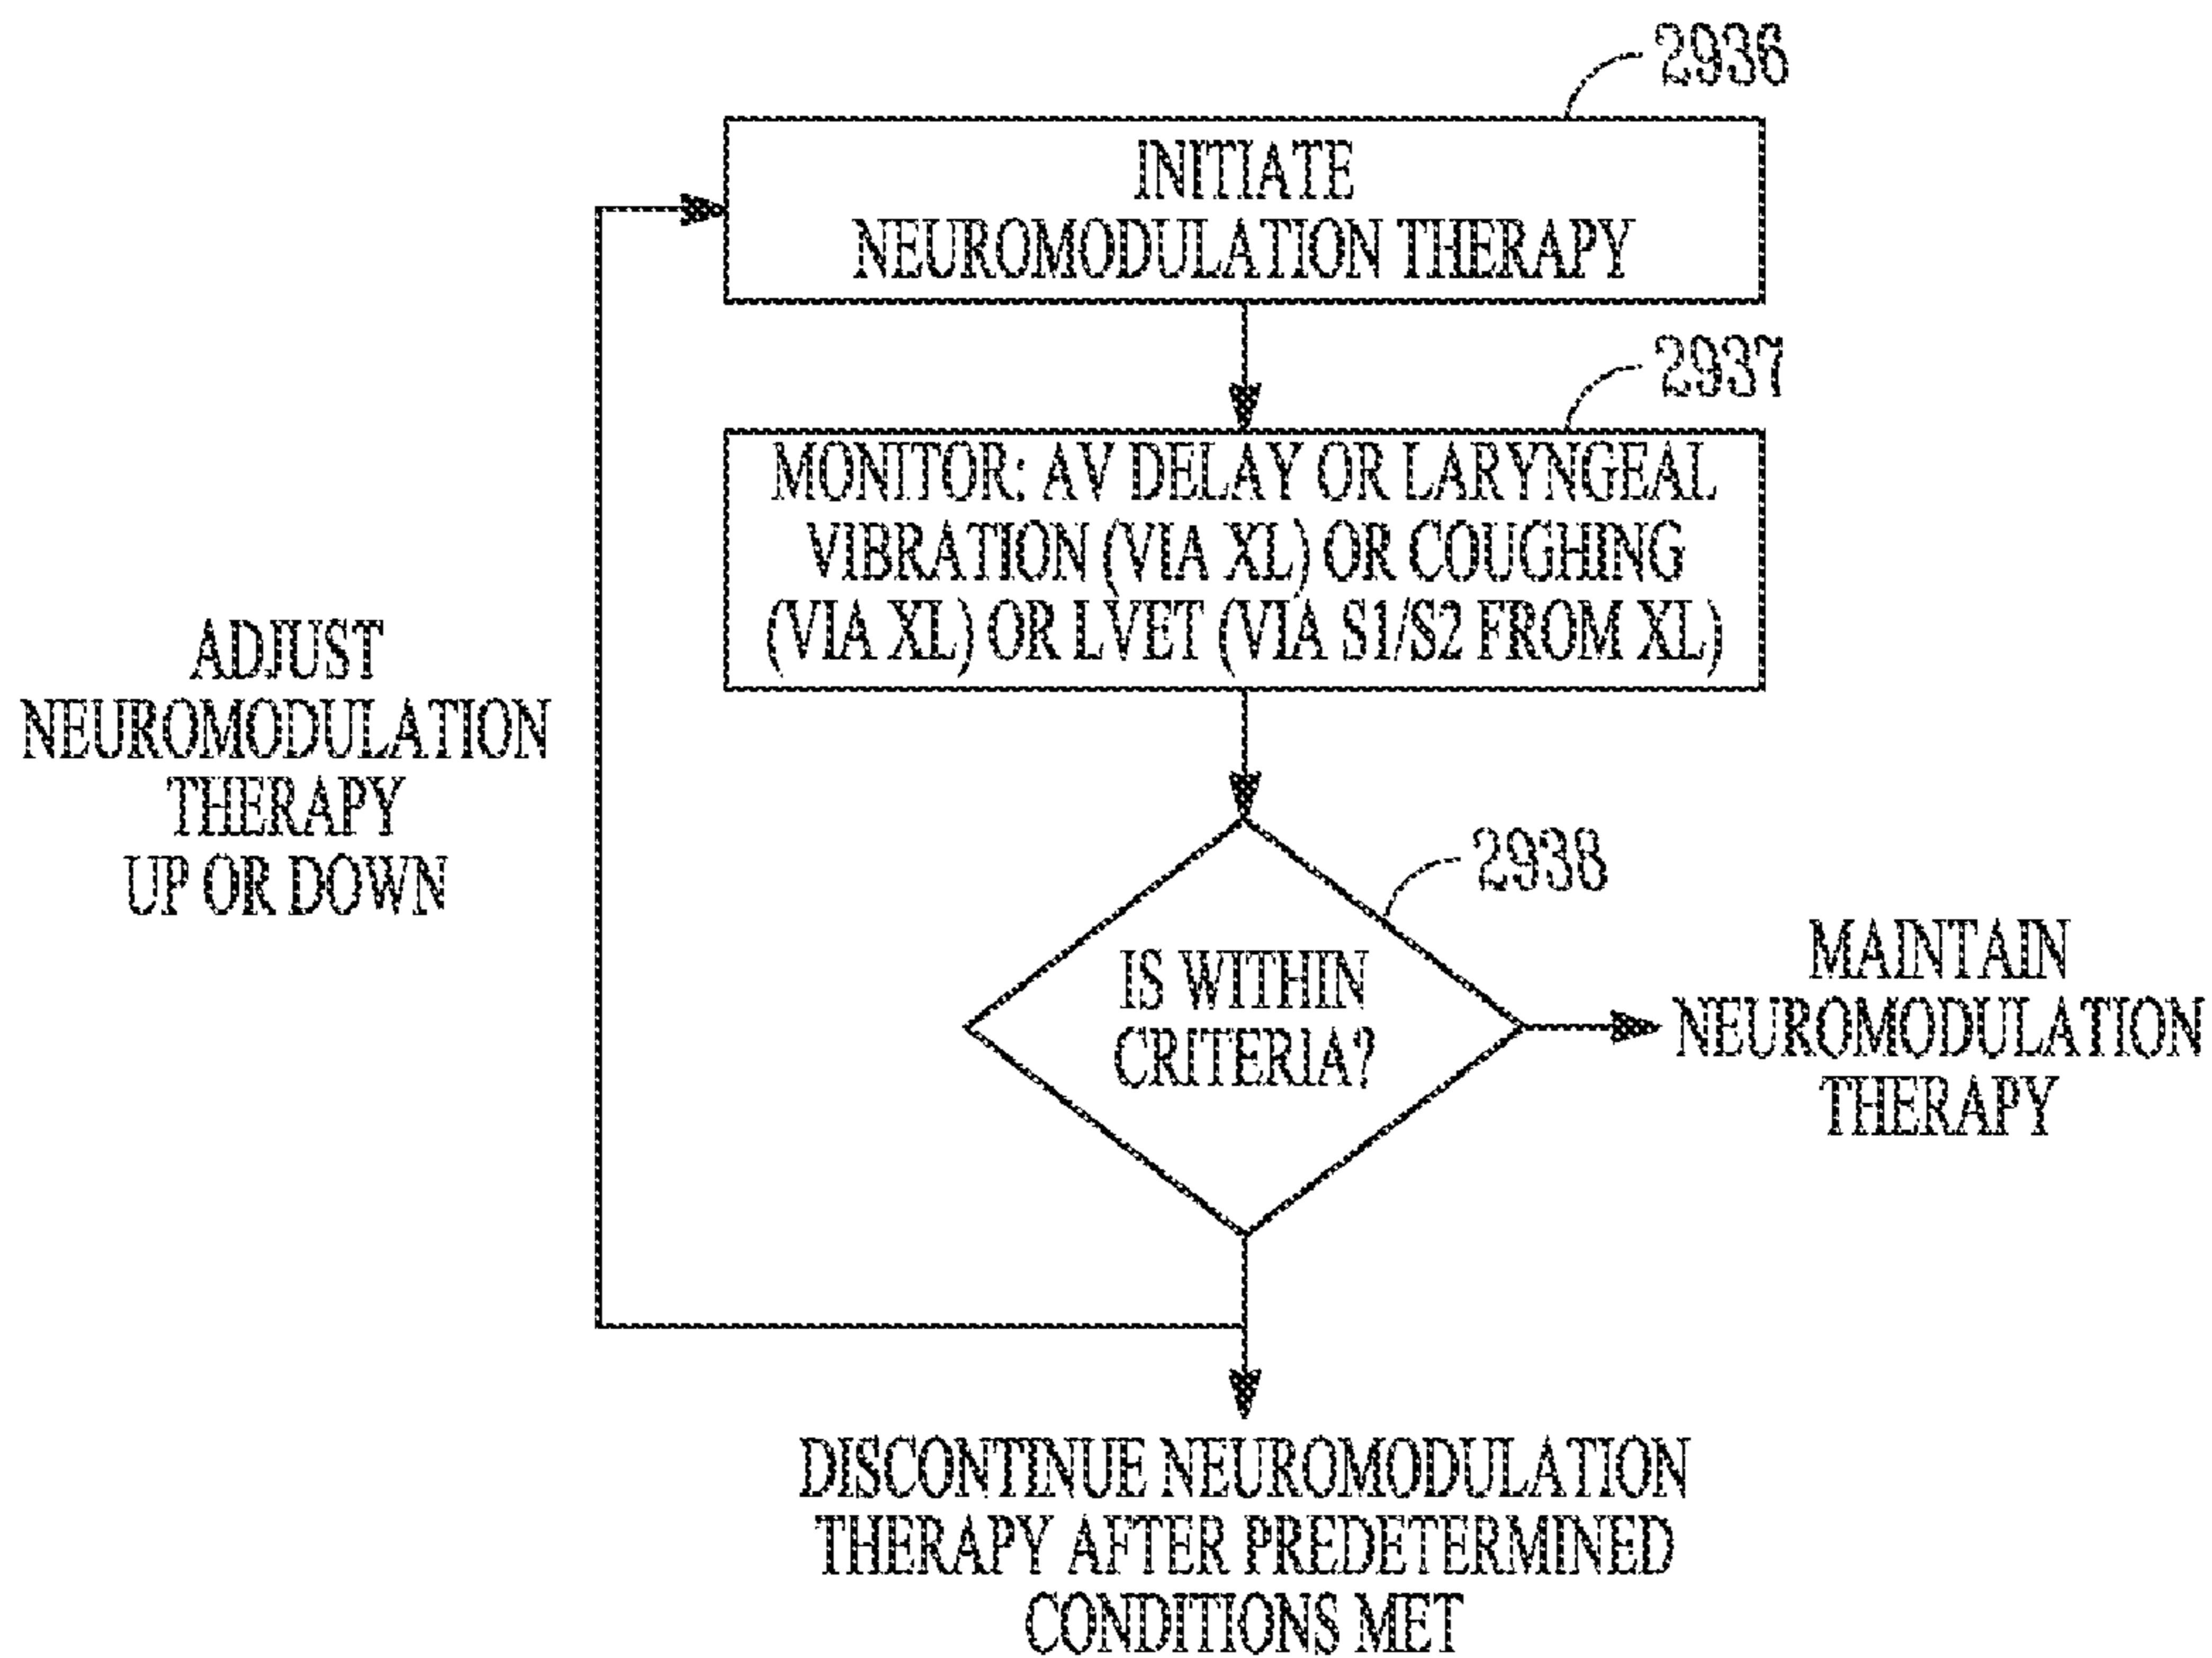 2936
INITIATE
NEUROMODULATION THERAPY
2937
MONITOR: AV DELAY OR LARYNGEAL
VIBRATION (VIA XL) OR COUGHING
(VIA XL) OR LVET (VIA S1/S2 FROM XL)
ADJUST
NEUROMODULATION
THERAPY
UP OR DOWN
2938
IS WITHIN
CRITERIA?
MAINTAIN
NEUROMODULATION
THERAPY
DISCONTINUE NEUROMODULATION
THERAPY AFTER PREDETERMINED
CONDITIONS MET